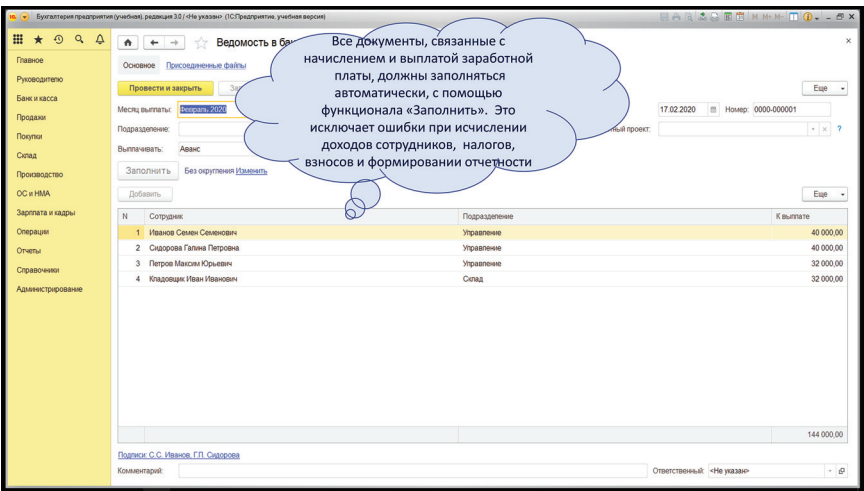 Бухгалтерия предприятия (учебная), редакция 3.0 / <Не указан> (1С:Предприятие, учебная версия)
M M+ M-
Главное
Руководителю
Банк и касса
Продажи
Покупки
Склад
Производство
ОС и НМА
Зарплата и кадры
Операции
Отчеты
Справочники
Администрирование
Ведомость в бан
Основное Присоединенные файлы
Провести и закрыть За
Еще
Месяц выплаты: Февраль 2020
17.02.2020 Номер: 0000-000001
Подразделение:
ный проект: ?
Выплачивать: Аванс
Заполнить Без округления Изменить
Добавить Еще
Все документы, связанные с
начислением и выплатой заработной
платы, должны заполняться
автоматически, с помощью
функционала «Заполнить». Это
исключает ошибки при исчислении
доходов сотрудников, налогов,
взносов и формировании отчетности
N Сотрудник Подразделение К выплате
1 Иванов Семен Семенович Управление 40 000,00
2 Сидорова Галина Петровна Управление 40 000,00
3 Петров Максим Юрьевич Управление 32 000,00
4 Кладовщик Иван Иванович Склад 32 000,00
144 000,00
Подписи: С.С. Иванов, Г.П. Сидорова
Комментарий: Ответственный: <Не указан>